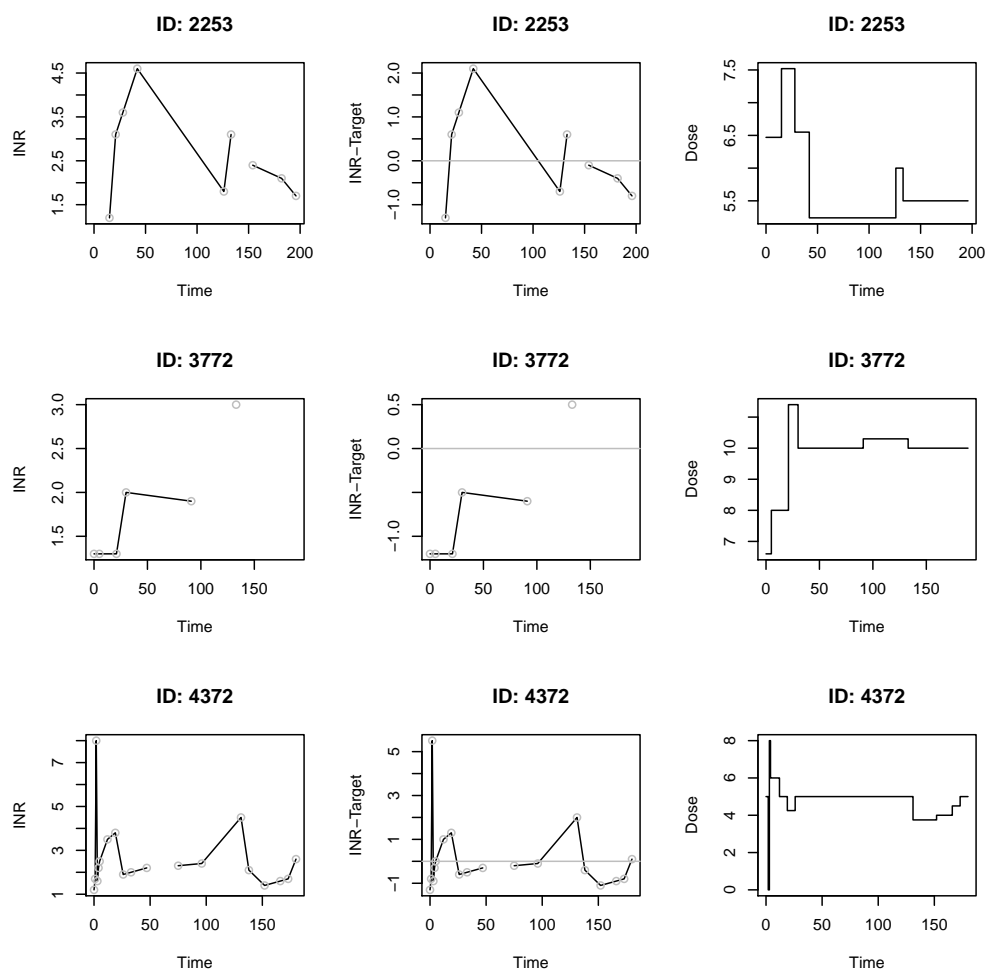 ID: 2253
ID: 2253
ID: 2253
INR
1.5 2.5 3.5 4.5
0 50 100 150 200
Time
INR−Target
−1.0 0.0 1.0 2.0
0 50 100 150 200
Time
Dose
5.5 6.5 7.5
0 50 100 150 200
Time
ID: 3772
ID: 3772
ID: 3772
INR
1.5 2.0 2.5 3.0
0 50 100 150
Time
INR−Target
−1.0 0.0 0.5
0 50 100 150
Time
Dose
7 8 9 10
0 50 100 150
Time
ID: 4372
ID: 4372
ID: 4372
INR
1 3 5 7
0 50 100 150
Time
INR−Target
−1 1 3 5
0 50 100 150
Time
Dose
0 2 4 6 8
0 50 100 150
Time